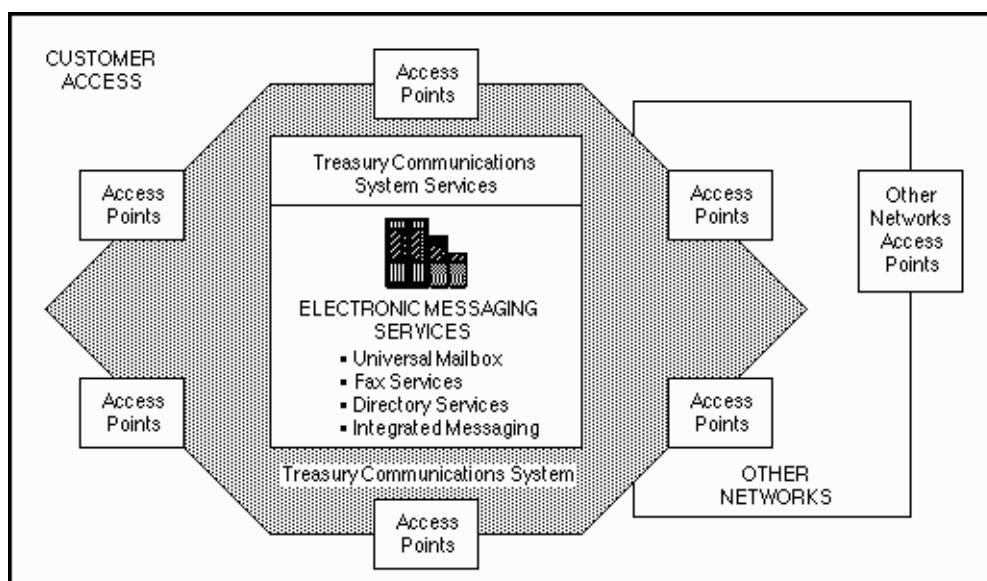 CUSTOMER
ACCESS
Access
Points
Treasury Communications
System Services
Access
Points
Access
Points
Other
Networks
Access
Points
ELECTRONIC MESSAGING
SERVICES
▪ Universal Mailbox
▪ Fax Services
▪ Directory Services
▪ Integrated Messaging
Access
Points
Access
Points
Treasury Communications System
OTHER
NETWORKS
Access
Points